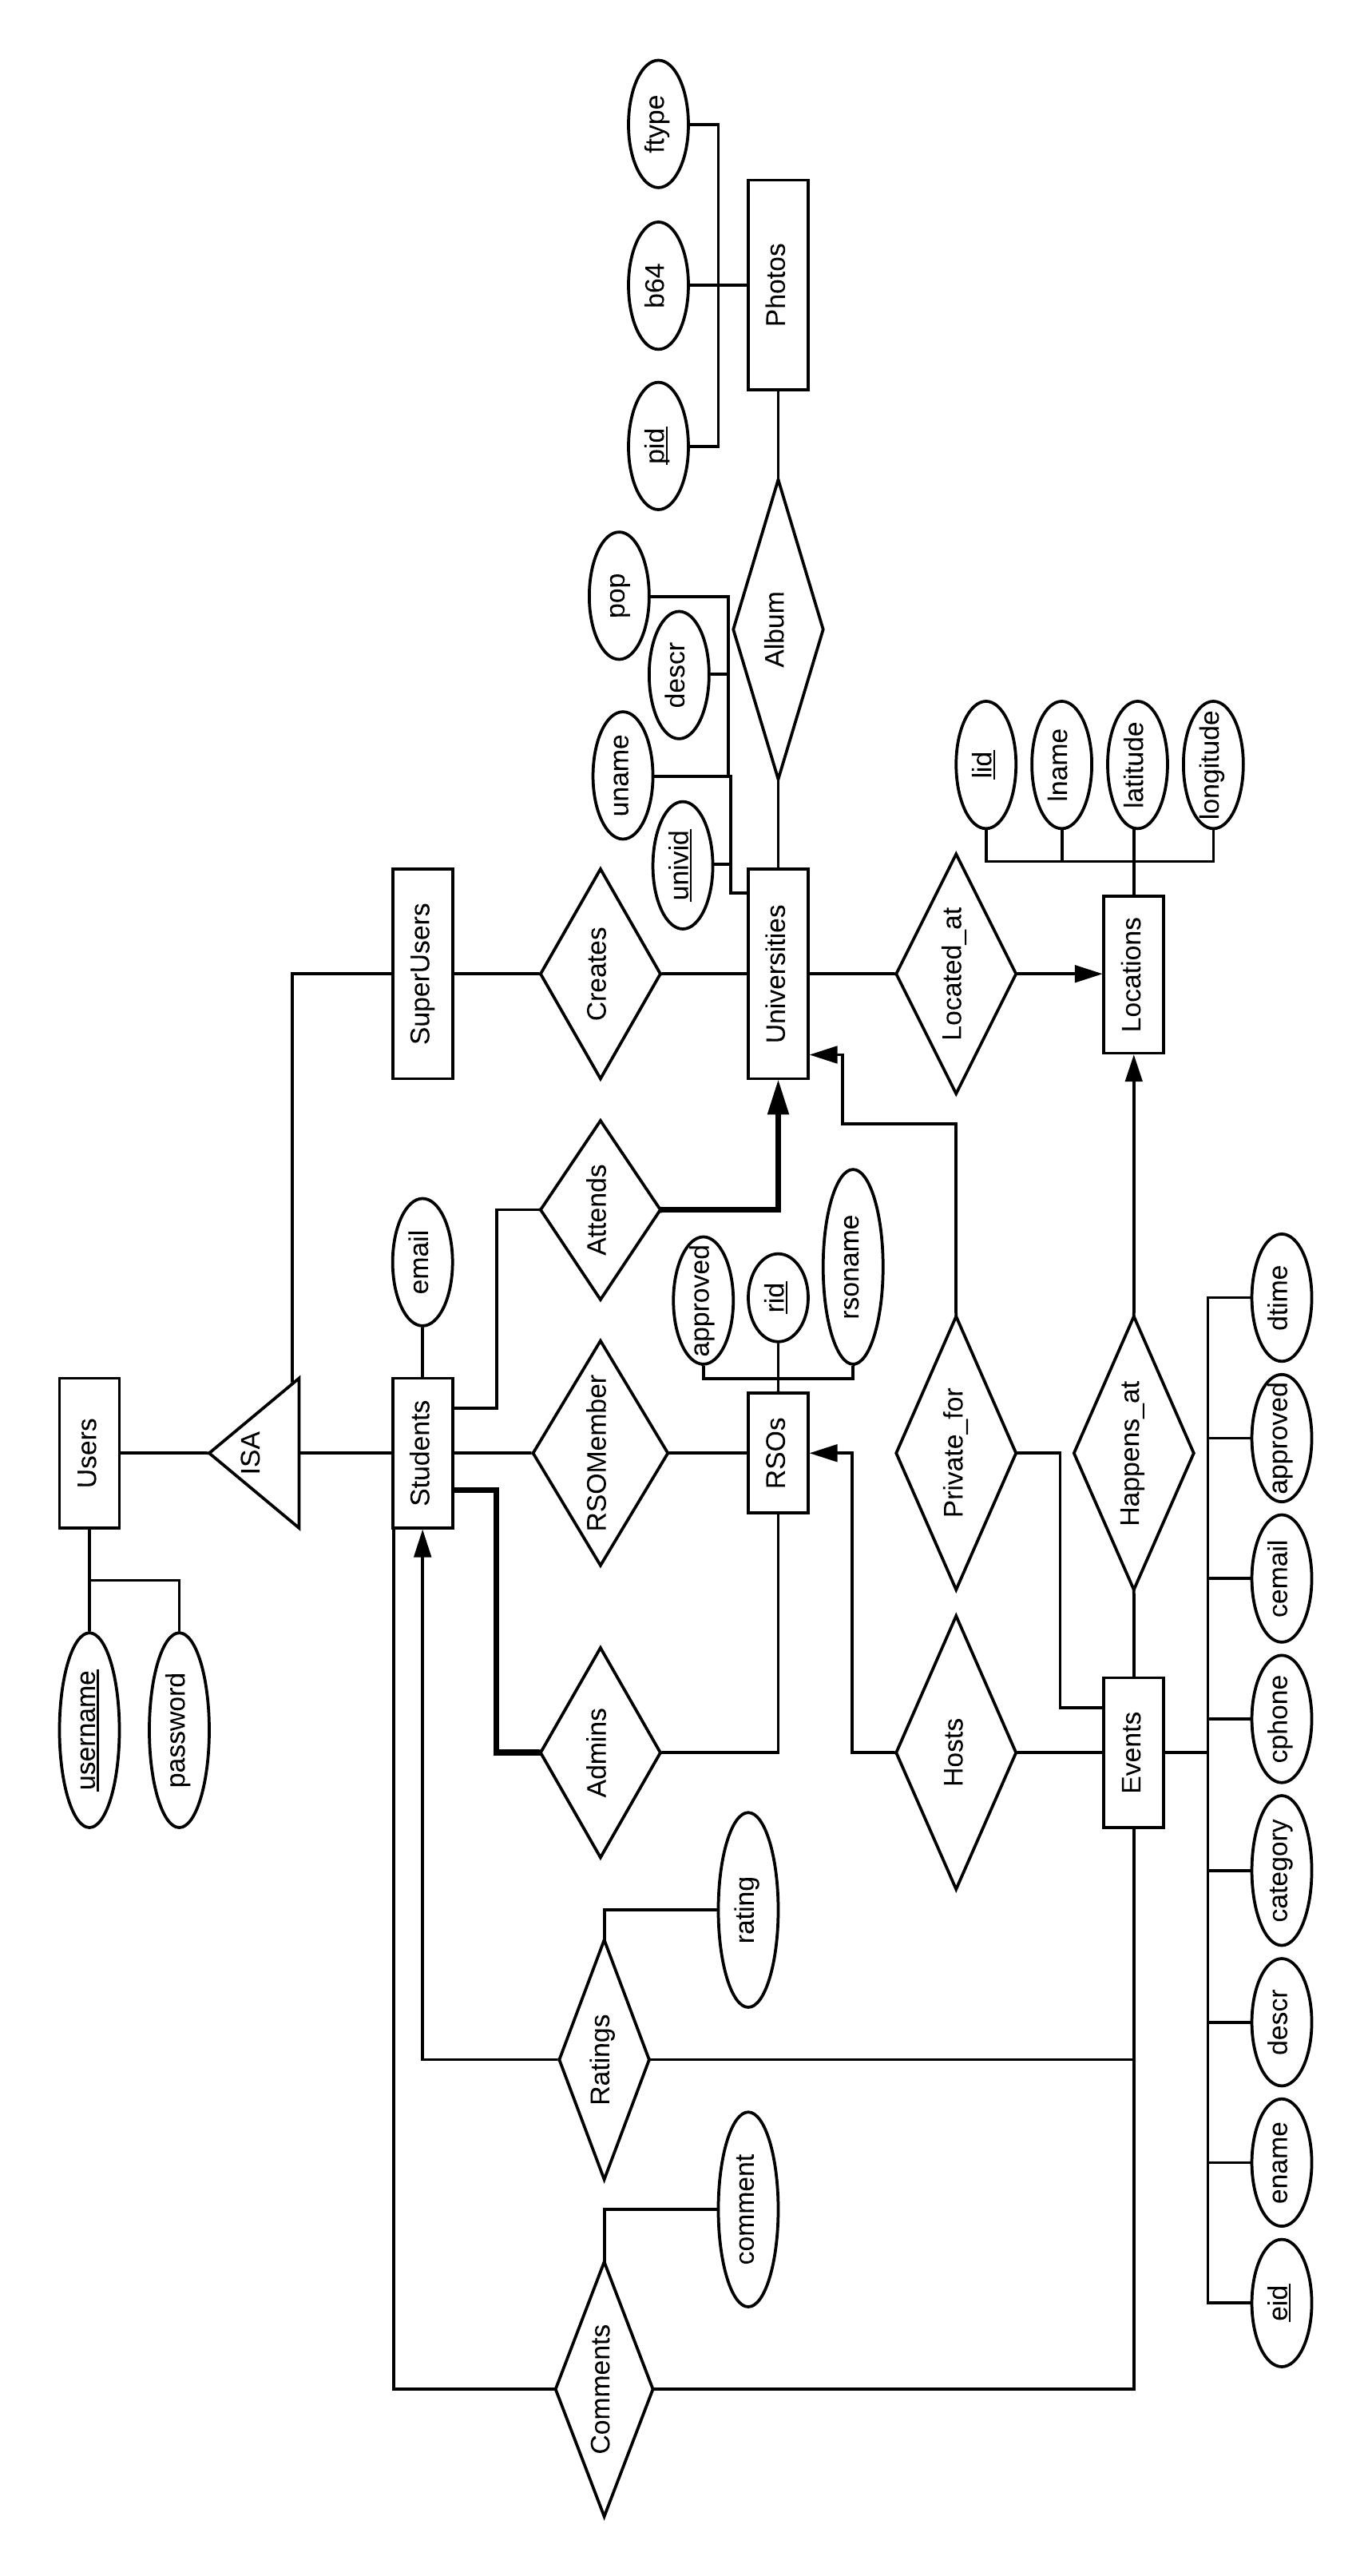 Users
username
password
ISA
Students
email
SuperUsers
Comments
comment
Ratings
rating
Admins
RSOMember
Attends
Creates
RSOs
approved
rid
rsoname
Universities
univid
uname
descr
pop
Album
Photos
pid
b64
ftype
Hosts
Private_for
Located_at
Events
Happens_at
Locations
lid
lname
latitude
longitude
eid
ename
descr
category
cphone
cemail
approved
dtime